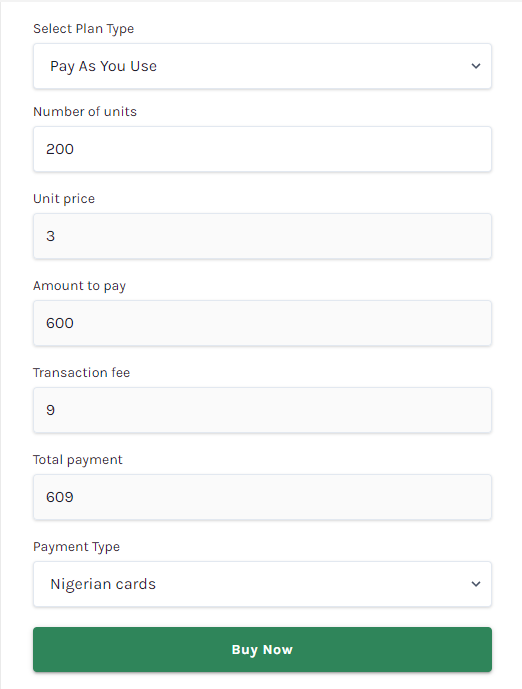 Select Plan Type
Pay As You Use
Number of units
200
Unit price
3
Amount to pay
600
Transaction fee
9
Total payment
609
Payment Type
Nigerian cards
Buy Now